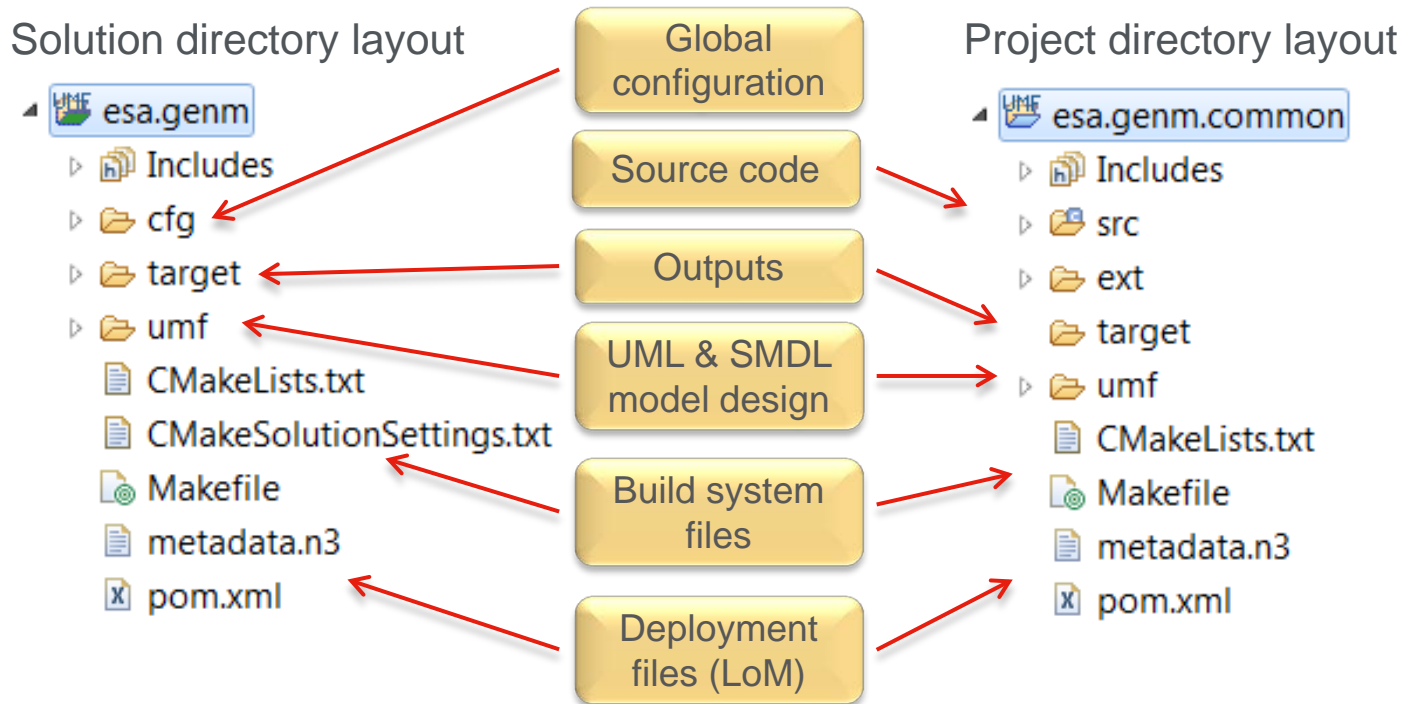 Solution directory layout
esa.genm
Includes
cfg
target
umf
CMakeLists.txt
CMakeSolutionSettings.txt
Makefile
metadata.n3
pom.xml
Global
configuration
Source code
Outputs
UML & SMDL
model design
Build system
files
Deployment
files (LoM)
Project directory layout
esa.genm.common
Includes
src
ext
target
umf
CMakeLists.txt
Makefile
metadata.n3
pom.xml